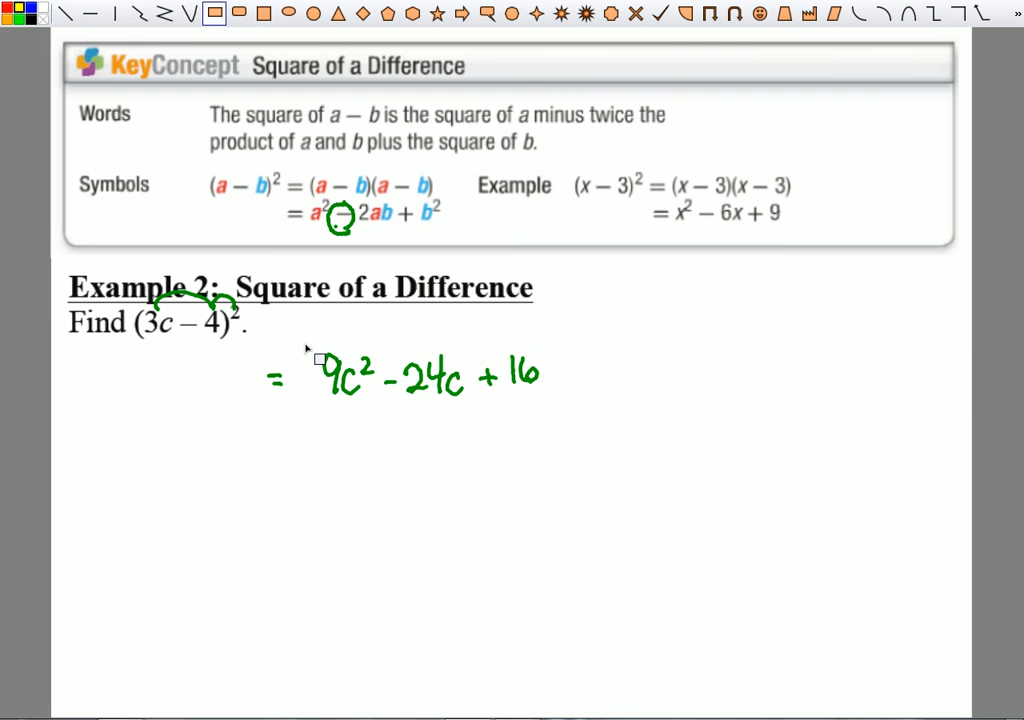 KeyConcept Square of a Difference
Words The square of a − b is the square of a minus twice the
product of a and b plus the square of b.
Symbols (a − b)² = (a − b)(a − b) Example (x − 3)² = (x − 3)(x − 3)
= a² − 2ab + b² = x² − 6x + 9
Example 2: Square of a Difference
Find (3c – 4)².
= 9c² - 24c + 16